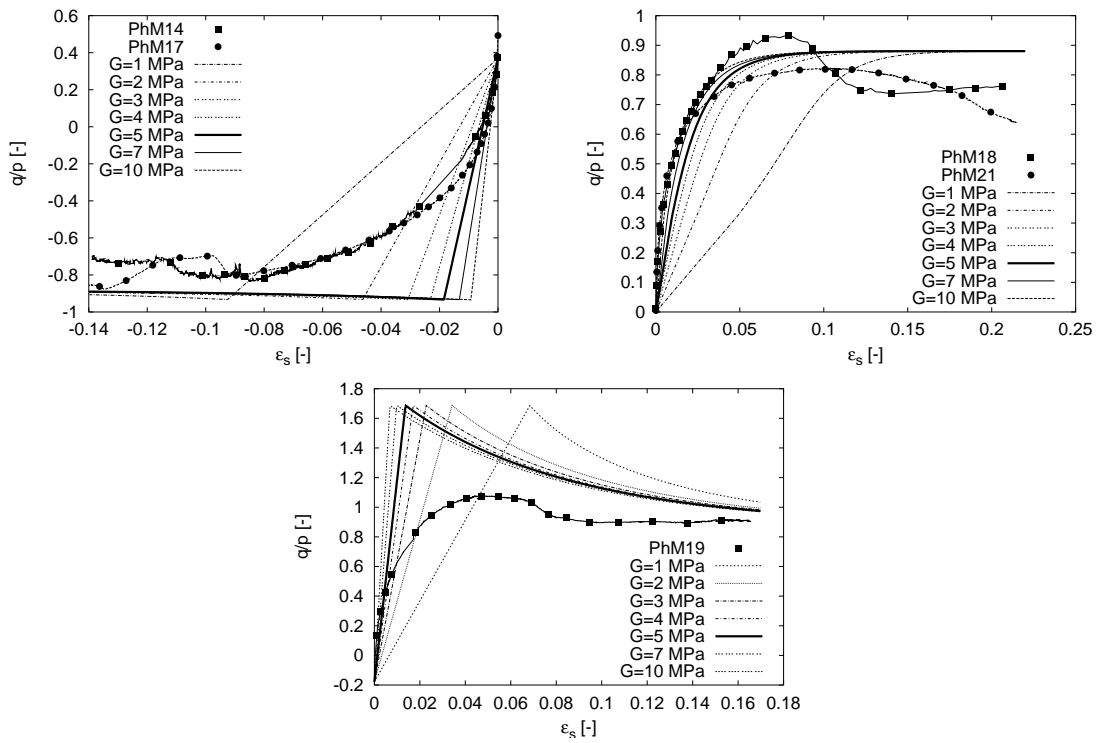 0.6
0.4
0.2
0
-0.2
-0.4
-0.6
-0.8
-1
q/p [-]
PhM14
PhM17
G=1 MPa
G=2 MPa
G=3 MPa
G=4 MPa
G=5 MPa
G=7 MPa
G=10 MPa
-0.14 -0.12 -0.1 -0.08 -0.06 -0.04 -0.02 0
εs [-]
1
0.9
0.8
0.7
0.6
0.5
0.4
0.3
0.2
0.1
0
q/p [-]
PhM18
PhM21
G=1 MPa
G=2 MPa
G=3 MPa
G=4 MPa
G=5 MPa
G=7 MPa
G=10 MPa
0 0.05 0.1 0.15 0.2 0.25
εs [-]
1.8
1.6
1.4
1.2
1
0.8
0.6
0.4
0.2
0
-0.2
q/p [-]
PhM19
G=1 MPa
G=2 MPa
G=3 MPa
G=4 MPa
G=5 MPa
G=7 MPa
G=10 MPa
0 0.02 0.04 0.06 0.08 0.1 0.12 0.14 0.16 0.18
εs [-]